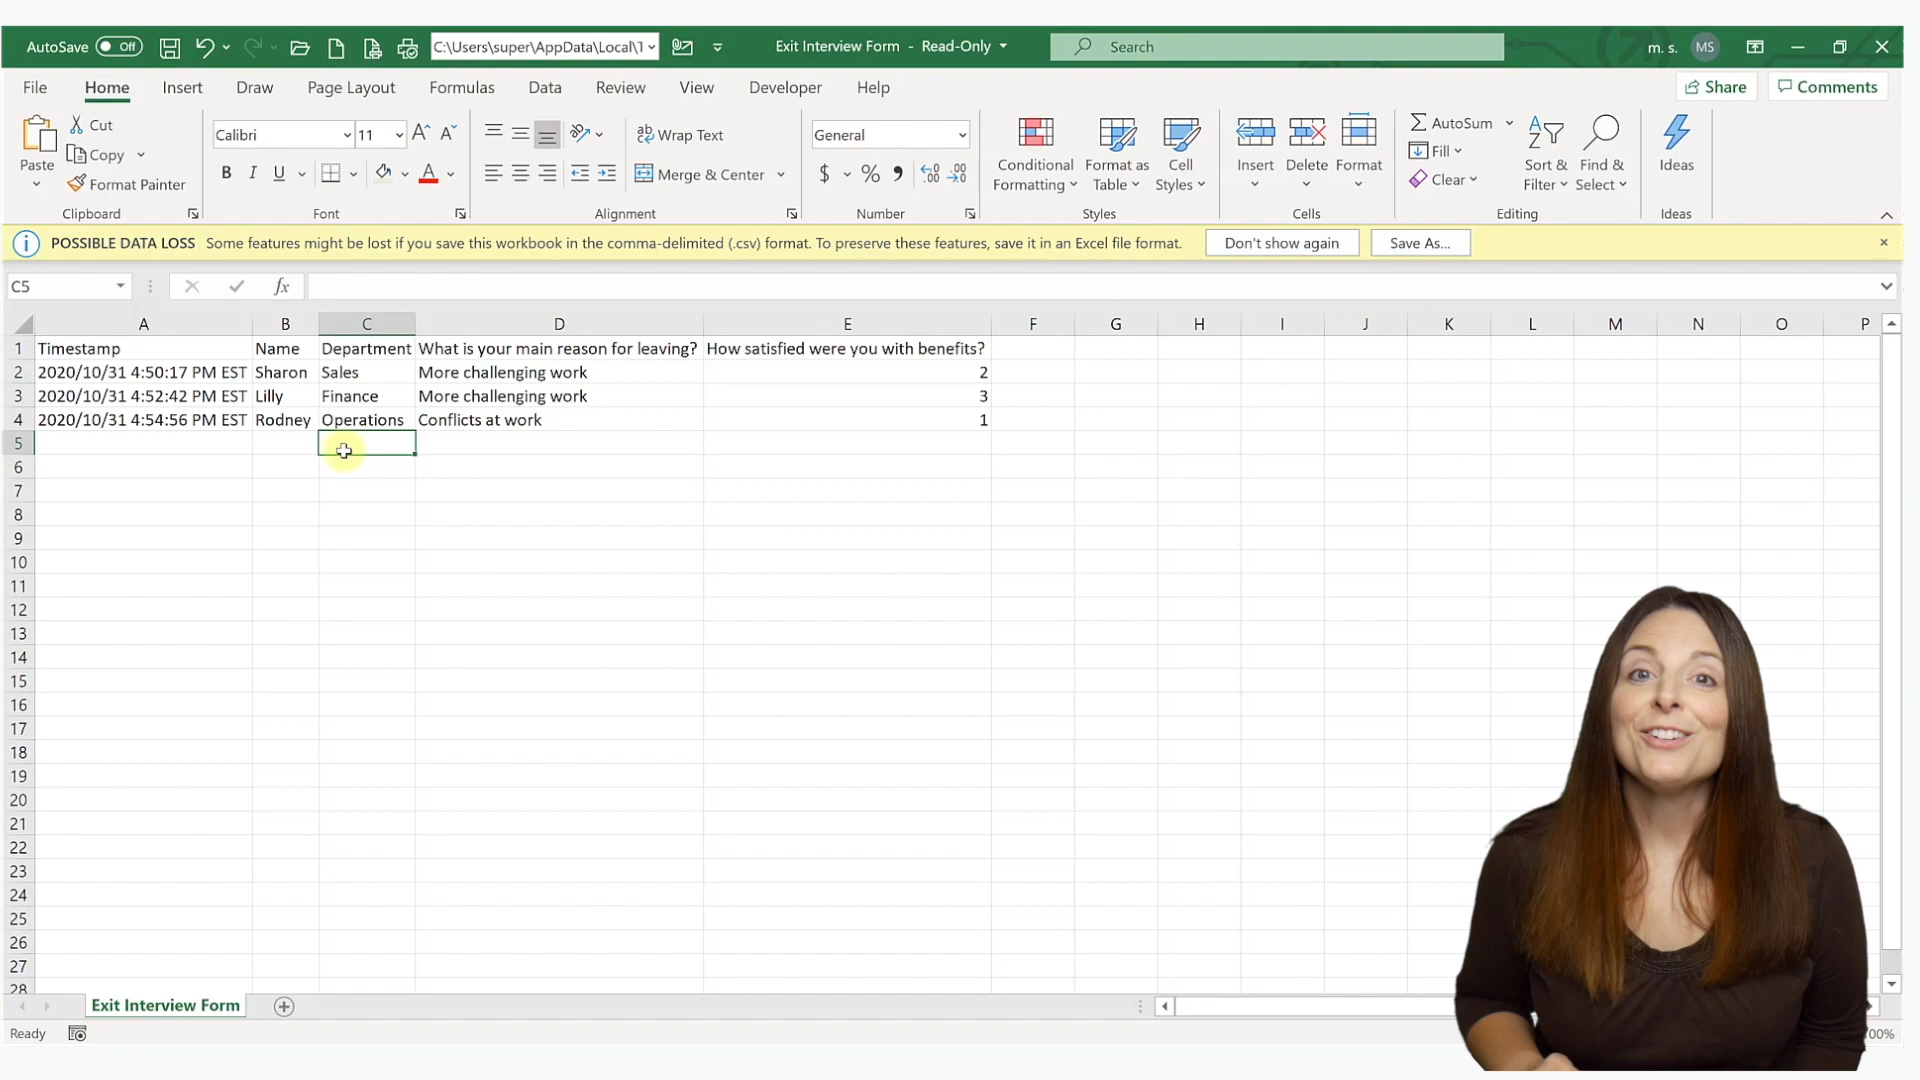 AutoSave Off C:\Users\super\AppData\Local\ Exit Interview Form - Read-Only Search m. s. MS
File Home Insert Draw Page Layout Formulas Data Review View Developer Help Share Comments
Paste
Cut
Copy
Format Painter
Clipboard
Calibri 11
B I U A
Font
ab Wrap Text
Merge & Center
Alignment
General
$ % ,
Number
Conditional Formatting
Format as Table
Cell Styles
Styles
Insert Delete Format
Cells
AutoSum
Fill
Clear
Sort & Filter
Find & Select
Editing
Ideas
Ideas
POSSIBLE DATA LOSS Some features might be lost if you save this workbook in the comma-delimited (.csv) format. To preserve these features, save it in an Excel file format. Don't show again Save As...
C5 fx
A B C D E F G H I J K L M N O P
1 Timestamp Name Department What is your main reason for leaving? How satisfied were you with benefits?
2 2020/10/31 4:50:17 PM EST Sharon Sales More challenging work 2
3 2020/10/31 4:52:42 PM EST Lilly Finance More challenging work 3
4 2020/10/31 4:54:56 PM EST Rodney Operations Conflicts at work 1
5
6
7
8
9
10
11
12
13
14
15
16
17
18
19
20
21
22
23
24
25
26
27
28
Exit Interview Form
Ready